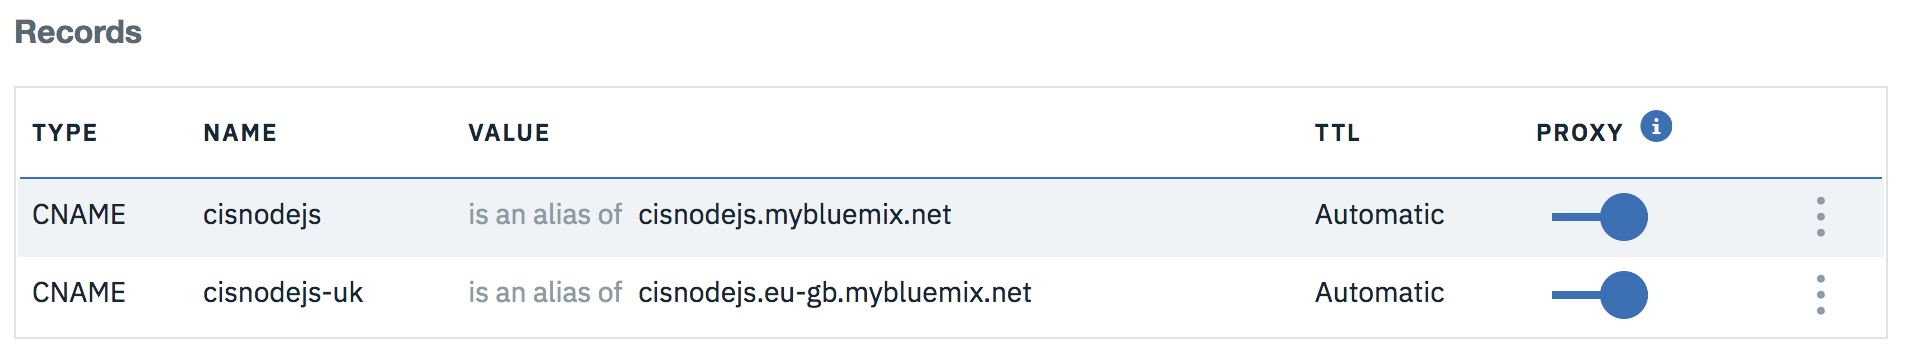 Records
TYPE NAME VALUE TTL PROXY i
CNAME cisnodejs is an alias of cisnodejs.mybluemix.net Automatic
CNAME cisnodejs-uk is an alias of cisnodejs.eu-gb.mybluemix.net Automatic